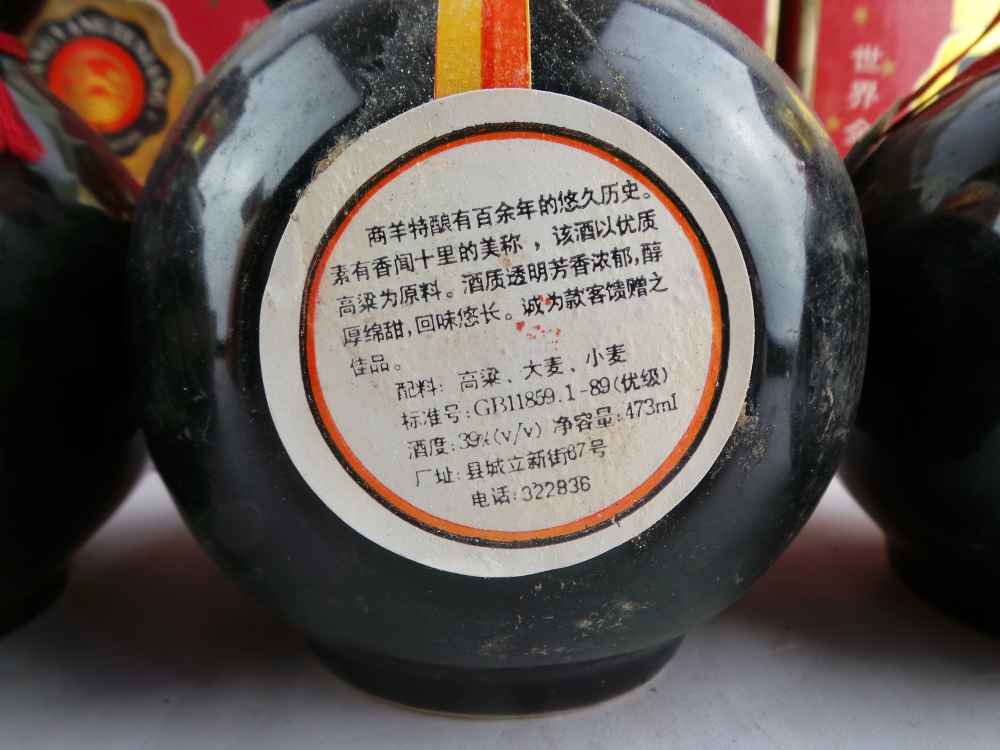 商羊特酿有百余年的悠久历史。
素有香闻十里的美称，该酒以优质
高粱为原料。酒质透明芳香浓郁,醇
厚绵甜,回味悠长。诚为款客馈赠之
佳品。
配料: 高粱、大麦、小麦
标准号:GB11859.1-89(优级)
酒度:39%(v/v) 净容量:473ml
厂址:县城立新街67号
电话:322836
世界